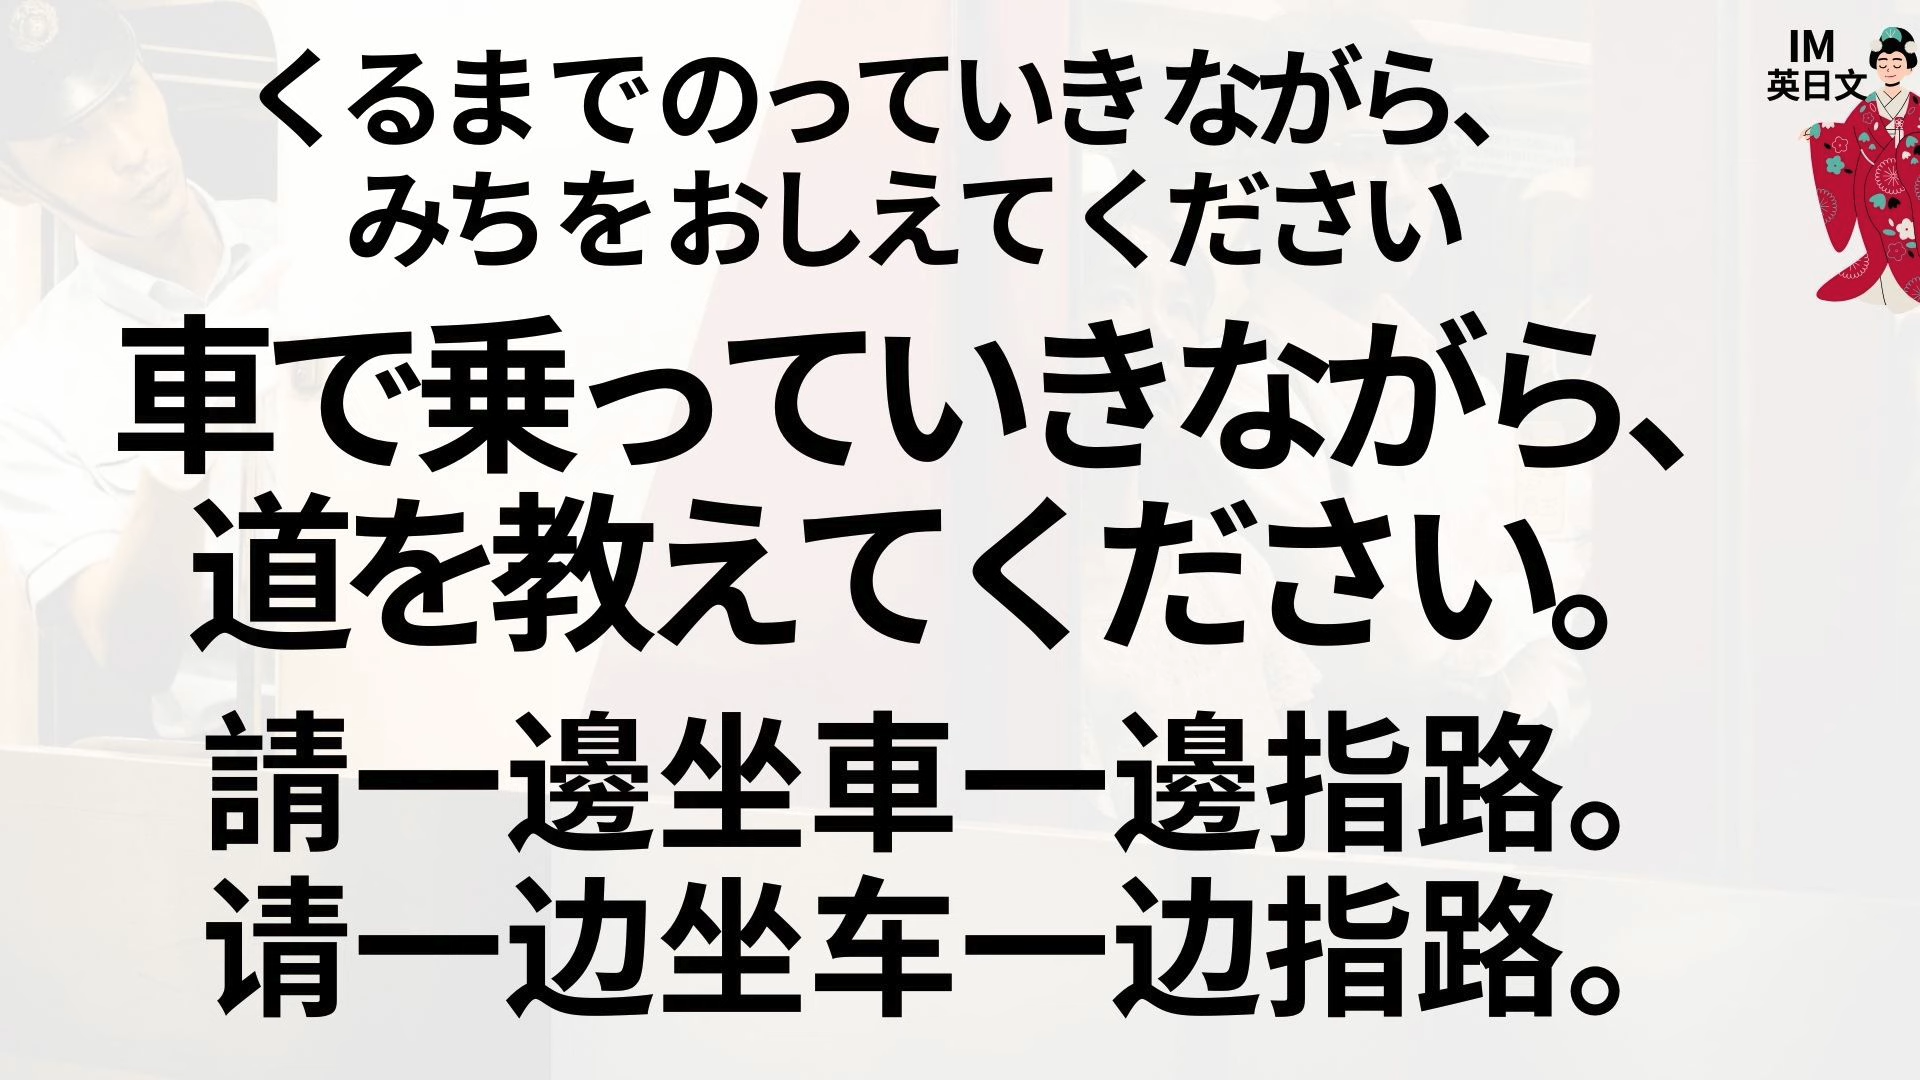 くるまでのっていきながら、
みちをおしえてください
車で乗っていきながら、
道を教えてください。
請一邊坐車一邊指路。
请一边坐车一边指路。
IM
英日文